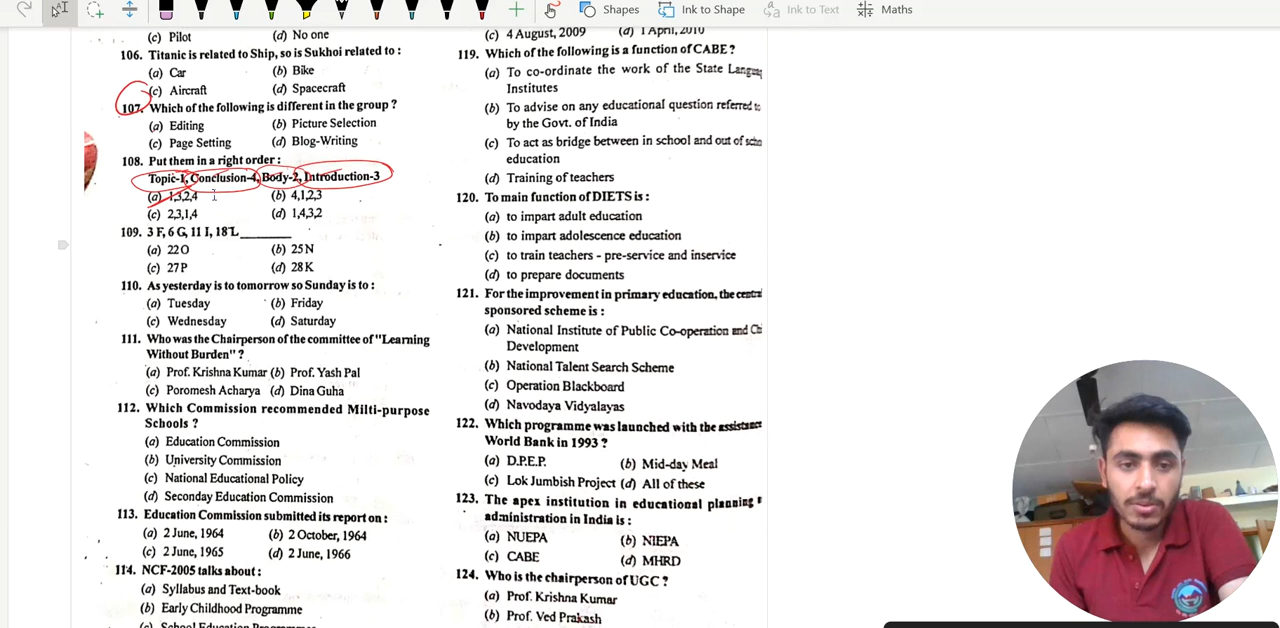 Shapes
Ink to Shape
Ink to Text
Maths
(c) Pilot (d) No one
106. Titanic is related to Ship, so is Sukhoi related to :
(a) Car (b) Bike
(c) Aircraft (d) Spacecraft
107. Which of the following is different in the group ?
(a) Editing (b) Picture Selection
(c) Page Setting (d) Blog-Writing
108. Put them in a right order :
Topic-1, Conclusion-4, Body-2, Introduction-3
(a) 1,3,2,4 (b) 4,1,2,3
(c) 2,3,1,4 (d) 1,4,3,2
109. 3 F, 6 G, 11 I, 18 L ______
(a) 22 O (b) 25 N
(c) 27 P (d) 28 K
110. As yesterday is to tomorrow so Sunday is to :
(a) Tuesday (b) Friday
(c) Wednesday (d) Saturday
111. Who was the Chairperson of the committee of "Learning
Without Burden" ?
(a) Prof. Krishna Kumar (b) Prof. Yash Pal
(c) Poromesh Acharya (d) Dina Guha
112. Which Commission recommended Milti-purpose
Schools ?
(a) Education Commission
(b) University Commission
(c) National Educational Policy
(d) Seconday Education Commission
113. Education Commission submitted its report on :
(a) 2 June, 1964 (b) 2 October, 1964
(c) 2 June, 1965 (d) 2 June, 1966
114. NCF-2005 talks about :
(a) Syllabus and Text-book
(b) Early Childhood Programme
(c) School Education
(c) 4 August, 2009 (d) 1 April, 2010
119. Which of the following is a function of CABE ?
(a) To co-ordinate the work of the State
Institutes
(b) To advise on any educational question referred to
by the Govt. of India
(c) To act as bridge between in school and out of
education
(d) Training of teachers
120. To main function of DIETS is :
(a) to impart adult education
(b) to impart adolescence education
(c) to train teachers - pre-service and inservice
(d) to prepare documents
121. For the improvement in primary education, the
sponsored scheme is :
(a) National Institute of Public Co-operation and
Development
(b) National Talent Search Scheme
(c) Operation Blackboard
(d) Navodaya Vidyalayas
122. Which programme was launched with the
World Bank in 1993 ?
(a) D.P.E.P. (b) Mid-day Meal
(c) Lok Jumbish Project (d) All of these
123. The apex institution in educational planning
administration in India is :
(a) NUEPA (b) NIEPA
(c) CABE (d) MHRD
124. Who is the chairperson of UGC ?
(a) Prof. Krishna Kumar
(b) Prof. Ved Prakash